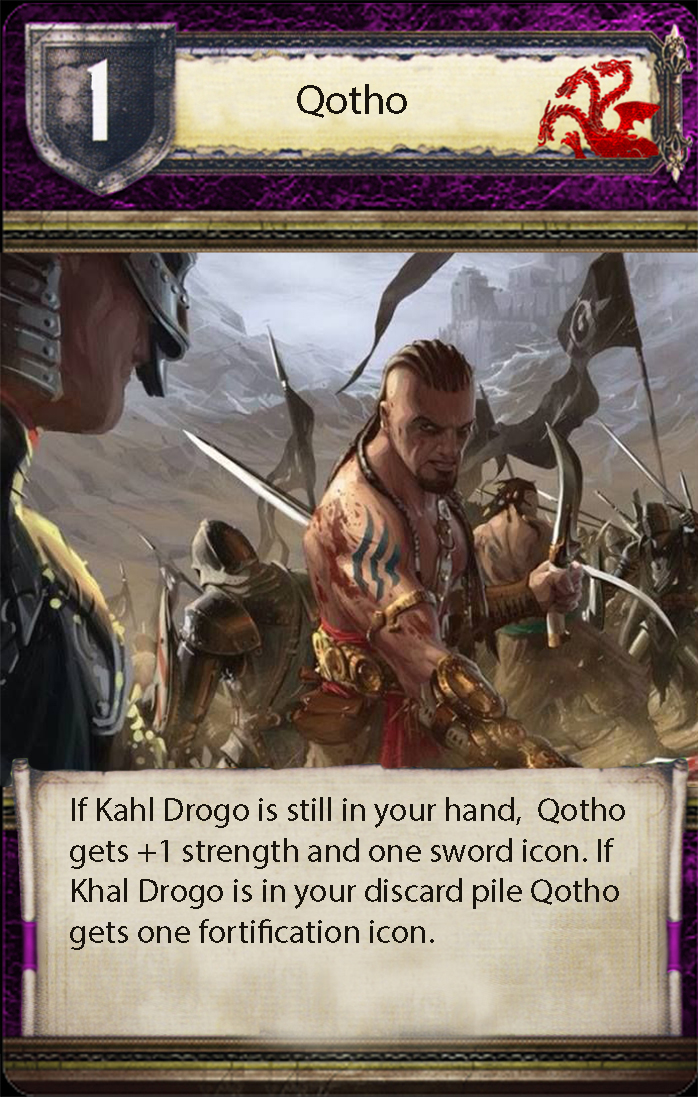 1
Qotho
If Kahl Drogo is still in your hand,  Qotho
gets +1 strength and one sword icon. If
Khal Drogo is in your discard pile Qotho
gets one fortification icon.